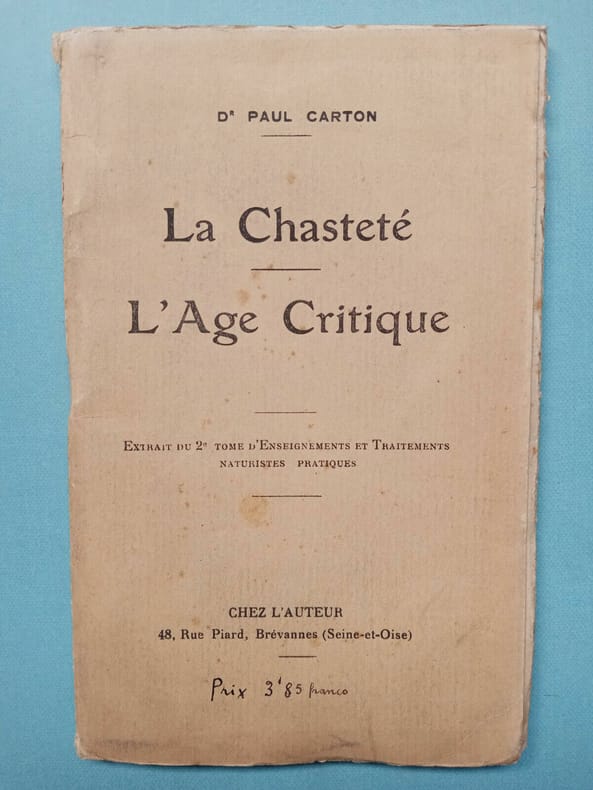 Dʳ PAUL CARTON
La Chasteté
L'Age Critique
EXTRAIT DU 2ᵉ TOME D'ENSEIGNEMENTS ET TRAITEMENTS
NATURISTES PRATIQUES
CHEZ L'AUTEUR
48, Rue Piard, Brévannes (Seine-et-Oise)
Prix 3ᶠ85 franco